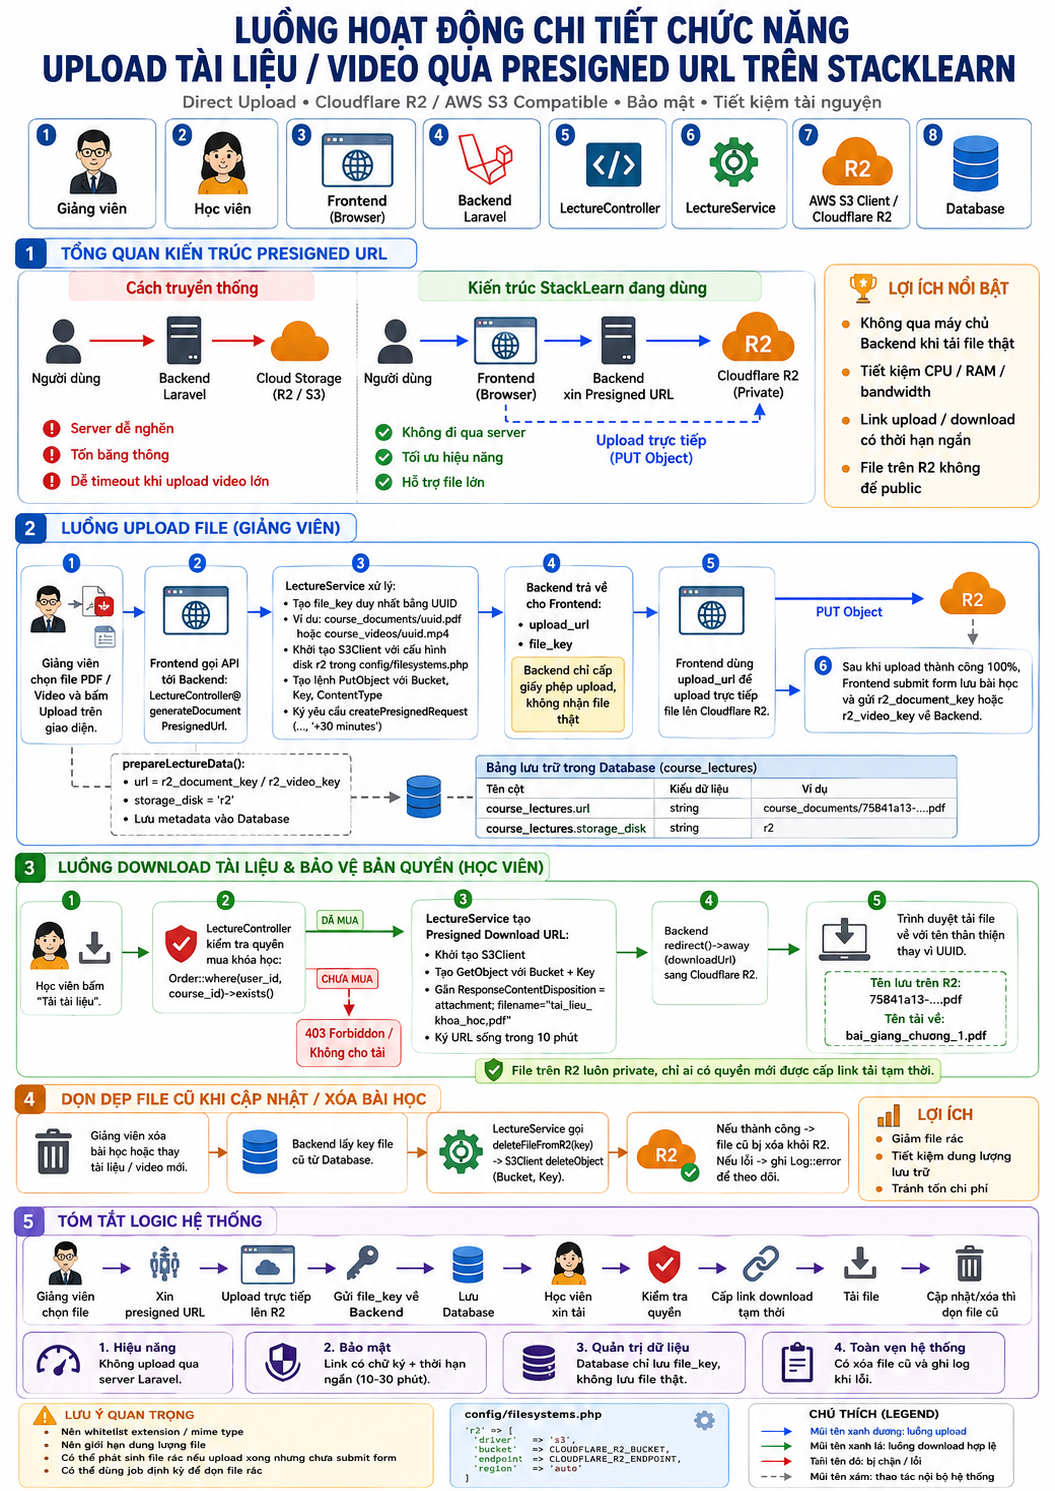 LUỒNG HOẠT ĐỘNG CHI TIẾT CHỨC NĂNG
UPLOAD TÀI LIỆU / VIDEO QUA PRESIGNED URL TRÊN STACKLEARN
Direct Upload • Cloudflare R2 / AWS S3 Compatible • Bảo mật • Tiết kiệm tài nguyên
1
Giảng viên
2
Học viên
3
Frontend
(Browser)
4
Backend
Laravel
5
</>
LectureController
6
LectureService
7
R2
AWS S3 Client /
Cloudflare R2
8
Database
1 TỔNG QUAN KIẾN TRÚC PRESIGNED URL
Cách truyền thống
Người dùng
Backend
Laravel
Cloud Storage
(R2 / S3)
Server dễ nghẽn
Tốn băng thông
Dễ timeout khi upload video lớn
Kiến trúc StackLearn đang dùng
Người dùng
Frontend
(Browser)
Backend
xin Presigned URL
R2
Cloudflare R2
(Private)
Không đi qua server
Tối ưu hiệu năng
Hỗ trợ file lớn
Upload trực tiếp
(PUT Object)
LỢI ÍCH NỔI BẬT
• Không qua máy chủ
Backend khi tải file thật
• Tiết kiệm CPU / RAM /
bandwidth
• Link upload / download
có thời hạn ngắn
• File trên R2 không
để public
2 LUỒNG UPLOAD FILE (GIẢNG VIÊN)
1
Giảng viên
chọn file PDF /
Video và bấm
Upload trên
giao diện.
2
Frontend gọi API
tới Backend:
LectureController@
generateDocument
PresignedUrl.
3
LectureService xử lý:
• Tạo file_key duy nhất bằng UUID
• Ví dụ: course_documents/uuid.pdf
hoặc course_videos/uuid.mp4
• Khởi tạo S3Client với cấu hình
disk r2 trong config/filesystems.php
• Tạo lệnh PutObject với Bucket,
Key, ContentType
• Ký yêu cầu createPresignedRequest
(..., '+30 minutes')
4
Backend trả về
cho Frontend:
• upload_url
• file_key
Backend chỉ cấp
giấy phép upload,
không nhận file
thật
5
Frontend dùng
upload_url để
upload trực tiếp
file lên Cloudflare R2.
PUT Object
R2
6
Sau khi upload thành công 100%,
Frontend submit form lưu bài học
và gửi r2_document_key hoặc
r2_video_key về Backend.
prepareLectureData():
• url = r2_document_key / r2_video_key
• storage_disk = 'r2'
• Lưu metadata vào Database
Bảng lưu trữ trong Database (course_lectures)
Tên cột Kiểu dữ liệu Ví dụ
course_lectures.url string course_documents/75B41a13-....pdf
course_lectures.storage_disk string r2
3 LUỒNG DOWNLOAD TÀI LIỆU & BẢO VỆ BẢN QUYỀN (HỌC VIÊN)
1
Học viên bấm
"Tải tài liệu".
2
LectureController
kiểm tra quyền
mua khóa học:
Order::where(user_id,
course_id)->exists()
ĐÃ MUA
CHƯA MUA
403 Forbiddon /
Không cho tải
3
LectureService tạo
Presigned Download URL:
• Khởi tạo S3Client
• Tạo GetObject với Bucket + Key
• Gắn ResponseContentDisposition =
attachment; filename="tai_lieu_
khoa_hoc,pdf"
• Ký URL sống trong 10 phút
4
Backend
redirect()->away
(downloadUrl)
sang Cloudflare R2.
5
Trình duyệt tải file
về với tên thân thiện
thay vì UUID.
Tên lưu trên R2:
75841a13-....pdf
Tên tải về:
bai_giang_chương_1.pdf
File trên R2 luôn private, chỉ ai có quyền mới được cấp link tải tạm thời.
4 DỌN DẸP FILE CŨ KHI CẬP NHẬT / XÓA BÀI HỌC
Giảng viên xóa
bài học hoặc thay
tài liệu / video mới.
Backend lấy key file
cũ từ Database.
LectureService gọi
deleteFileFromR2(key)
-> S3Client deleteObject
(Bucket, Key).
R2
Nếu thành công ->
file cũ bị xóa khỏi R2.
Nếu lỗi -> ghi Log::error
để theo dõi.
LỢI ÍCH
• Giảm file rác
• Tiết kiệm dung lượng
lưu trữ
• Tránh tốn chi phí
5 TÓM TẮT LOGIC HỆ THỐNG
Giảng viên
chọn file
Xin
presigned URL
Upload trực tiếp
lên R2
Gửi file_key về
Backend
Lưu
Database
Học viên
xin tải
Kiểm tra
quyền
Cấp link download
tạm thời
Tải file
Cập nhật/xóa thì
dọn file cũ
1. Hiệu năng
Không upload qua
server Laravel.
2. Bảo mật
Link có chữ ký + thời hạn
ngắn (10-30 phút).
3. Quản trị dữ liệu
Database chỉ lưu file_key,
không lưu file thật.
4. Toàn vẹn hệ thống
Có xóa file cũ và ghi log
khi lỗi.
LƯU Ý QUAN TRỌNG
• Nên whitelist extension / mime type
• Nên giới hạn dung lượng file
• Có thể phát sinh file rác nếu upload xong nhưng chưa submit form
• Có thể dùng job định kỳ để dọn file rác
config/filesystems.php
'r2' => [
'driver' => 's3',
'bucket' => CLOUDFLARE_R2_BUCKET,
'endpoint => CLOUDFLARE_R2_ENDPOINT,
'region' => 'auto'
]
CHÚ THÍCH (LEGEND)
Mũi tên xanh dương: luồng upload
Mũi tên xanh lá: luồng download hợp lệ
Tañi tên đỏ: bị chặn / lỗi
Mũi tên xám: thao tác nội bộ hệ thống